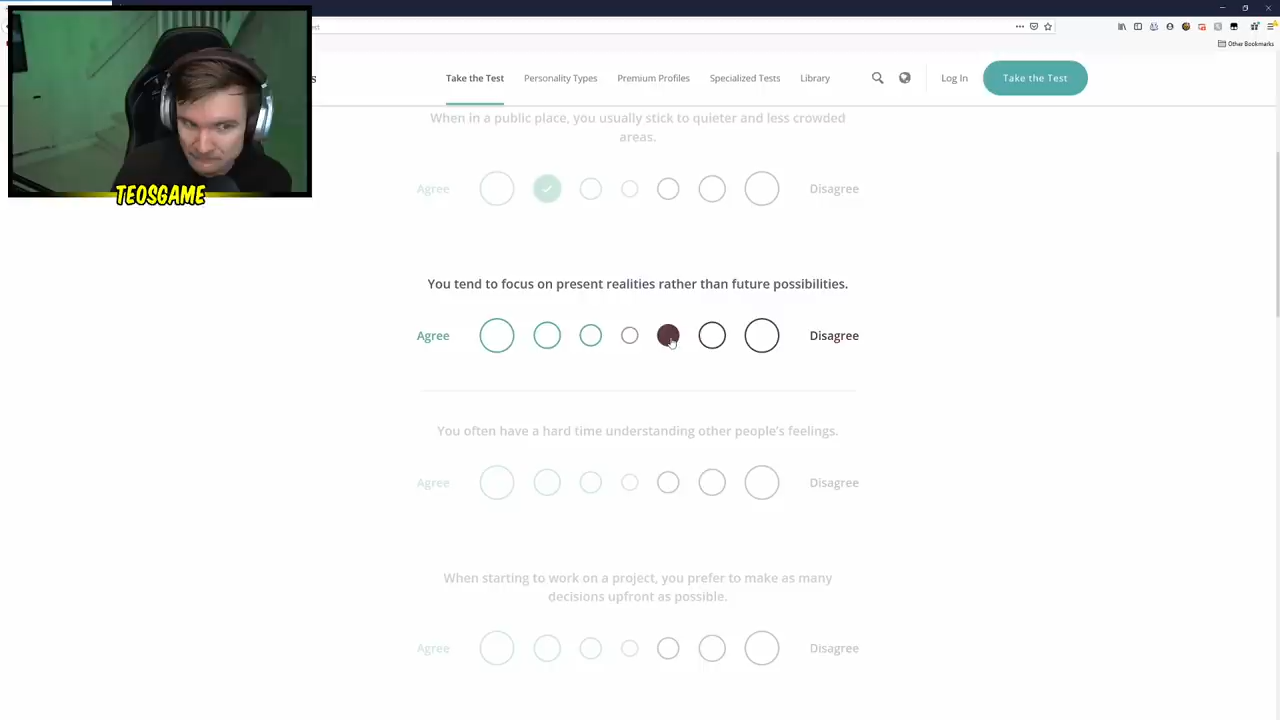 Other Bookmarks
s
Take the Test
Personality Types
Premium Profiles
Specialized Tests
Library
Log In
Take the Test
TEOSGAME
When in a public place, you usually stick to quieter and less crowded
areas.
Agree
Disagree
You tend to focus on present realities rather than future possibilities.
Agree
Disagree
You often have a hard time understanding other people’s feelings.
Agree
Disagree
When starting to work on a project, you prefer to make as many
decisions upfront as possible.
Agree
Disagree